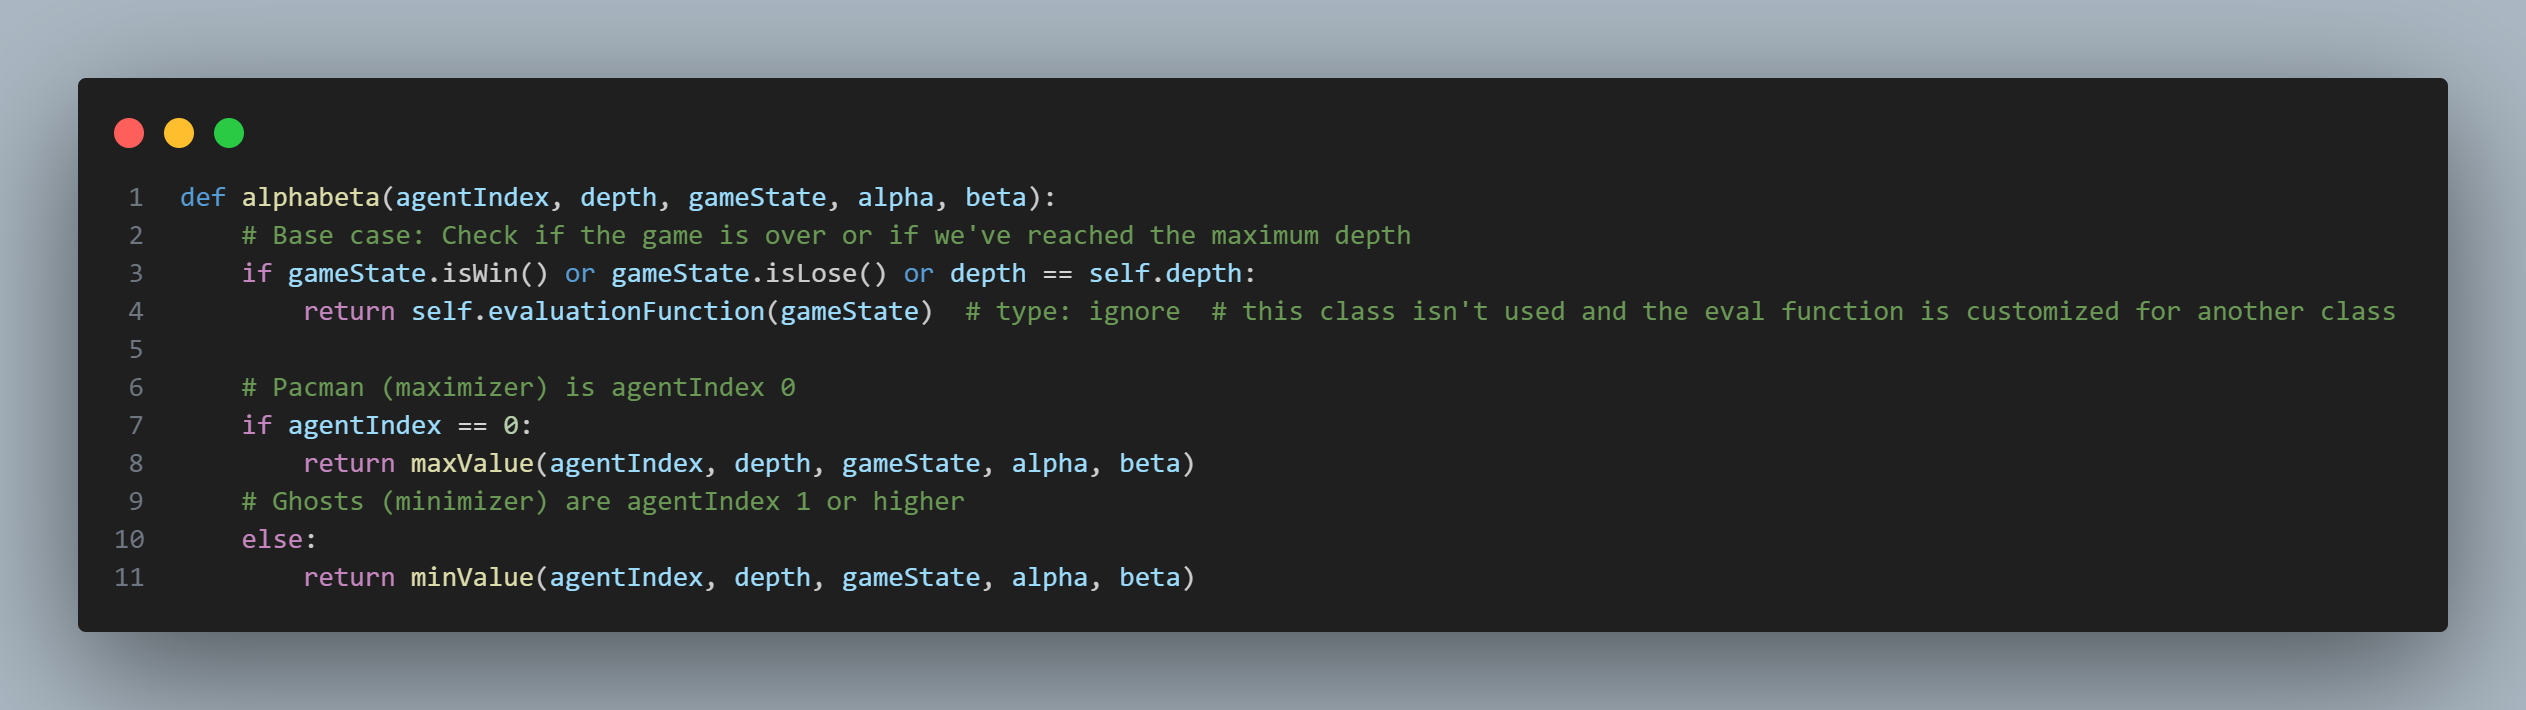 1 def alphabeta(agentIndex, depth, gameState, alpha, beta):
2     # Base case: Check if the game is over or if we've reached the maximum depth
3     if gameState.isWin() or gameState.isLose() or depth == self.depth:
4         return self.evaluationFunction(gameState)  # type: ignore  # this class isn't used and the eval function is customized for another class
5
6     # Pacman (maximizer) is agentIndex 0
7     if agentIndex == 0:
8         return maxValue(agentIndex, depth, gameState, alpha, beta)
9     # Ghosts (minimizer) are agentIndex 1 or higher
10     else:
11         return minValue(agentIndex, depth, gameState, alpha, beta)